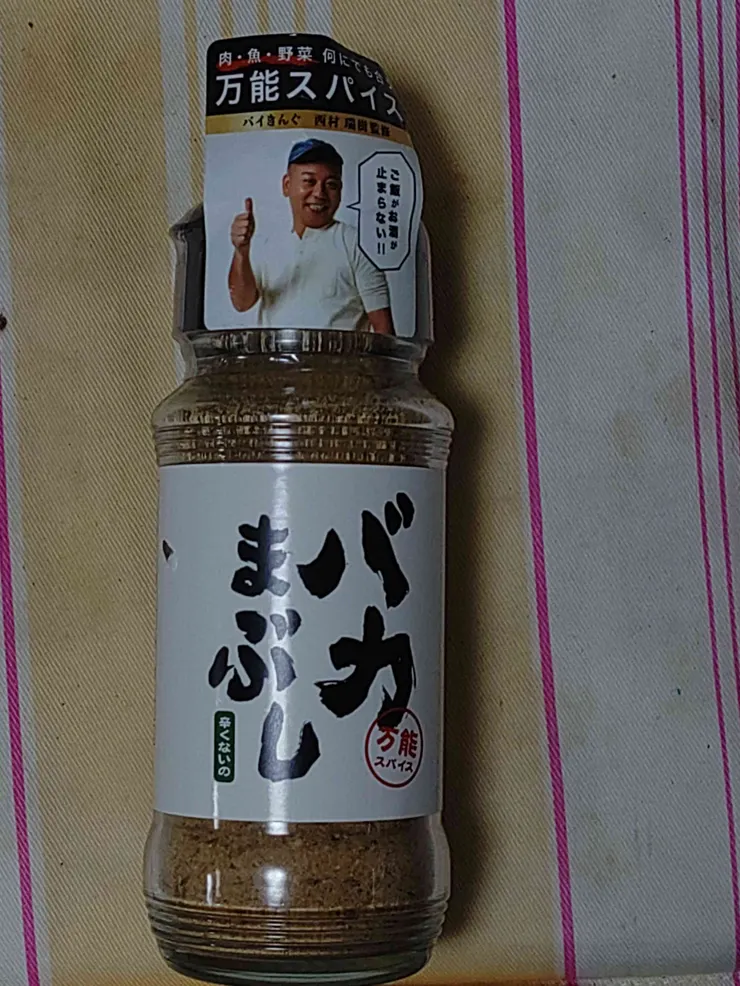 肉・魚・野菜 何にでも合
万能スパイス
バイきんぐ 西村 瑞樹監修
ご飯がお酒が
止まらない!!
バカ
まぶし
辛くないの
万能
スパイス